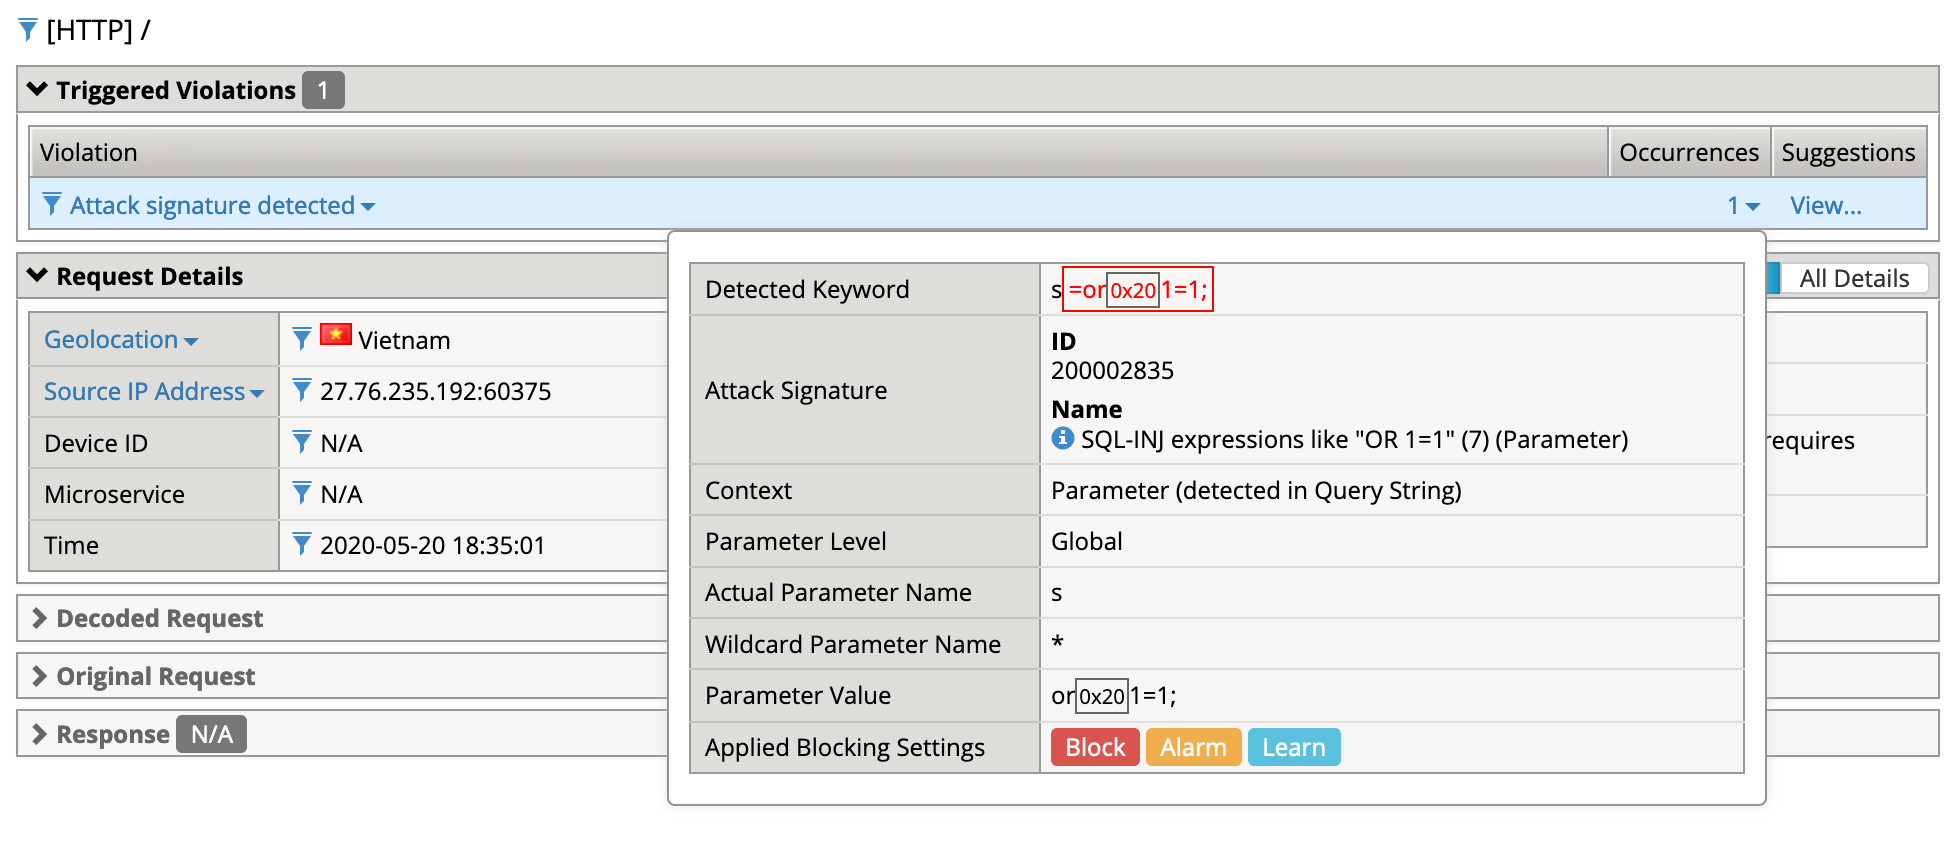 [HTTP] /
Triggered Violations 1
Violation Occurrences Suggestions
Attack signature detected 1 View...
Request Details All Details
Geolocation Vietnam
Source IP Address 27.76.235.192:60375
Device ID N/A
Microservice N/A
Time 2020-05-20 18:35:01
Decoded Request
Original Request
Response N/A
Detected Keyword s=or0x201=1;
Attack Signature
ID
200002835
Name
SQL-INJ expressions like "OR 1=1" (7) (Parameter)
Context Parameter (detected in Query String)
Parameter Level Global
Actual Parameter Name s
Wildcard Parameter Name *
Parameter Value or0x201=1;
Applied Blocking Settings Block Alarm Learn
requires